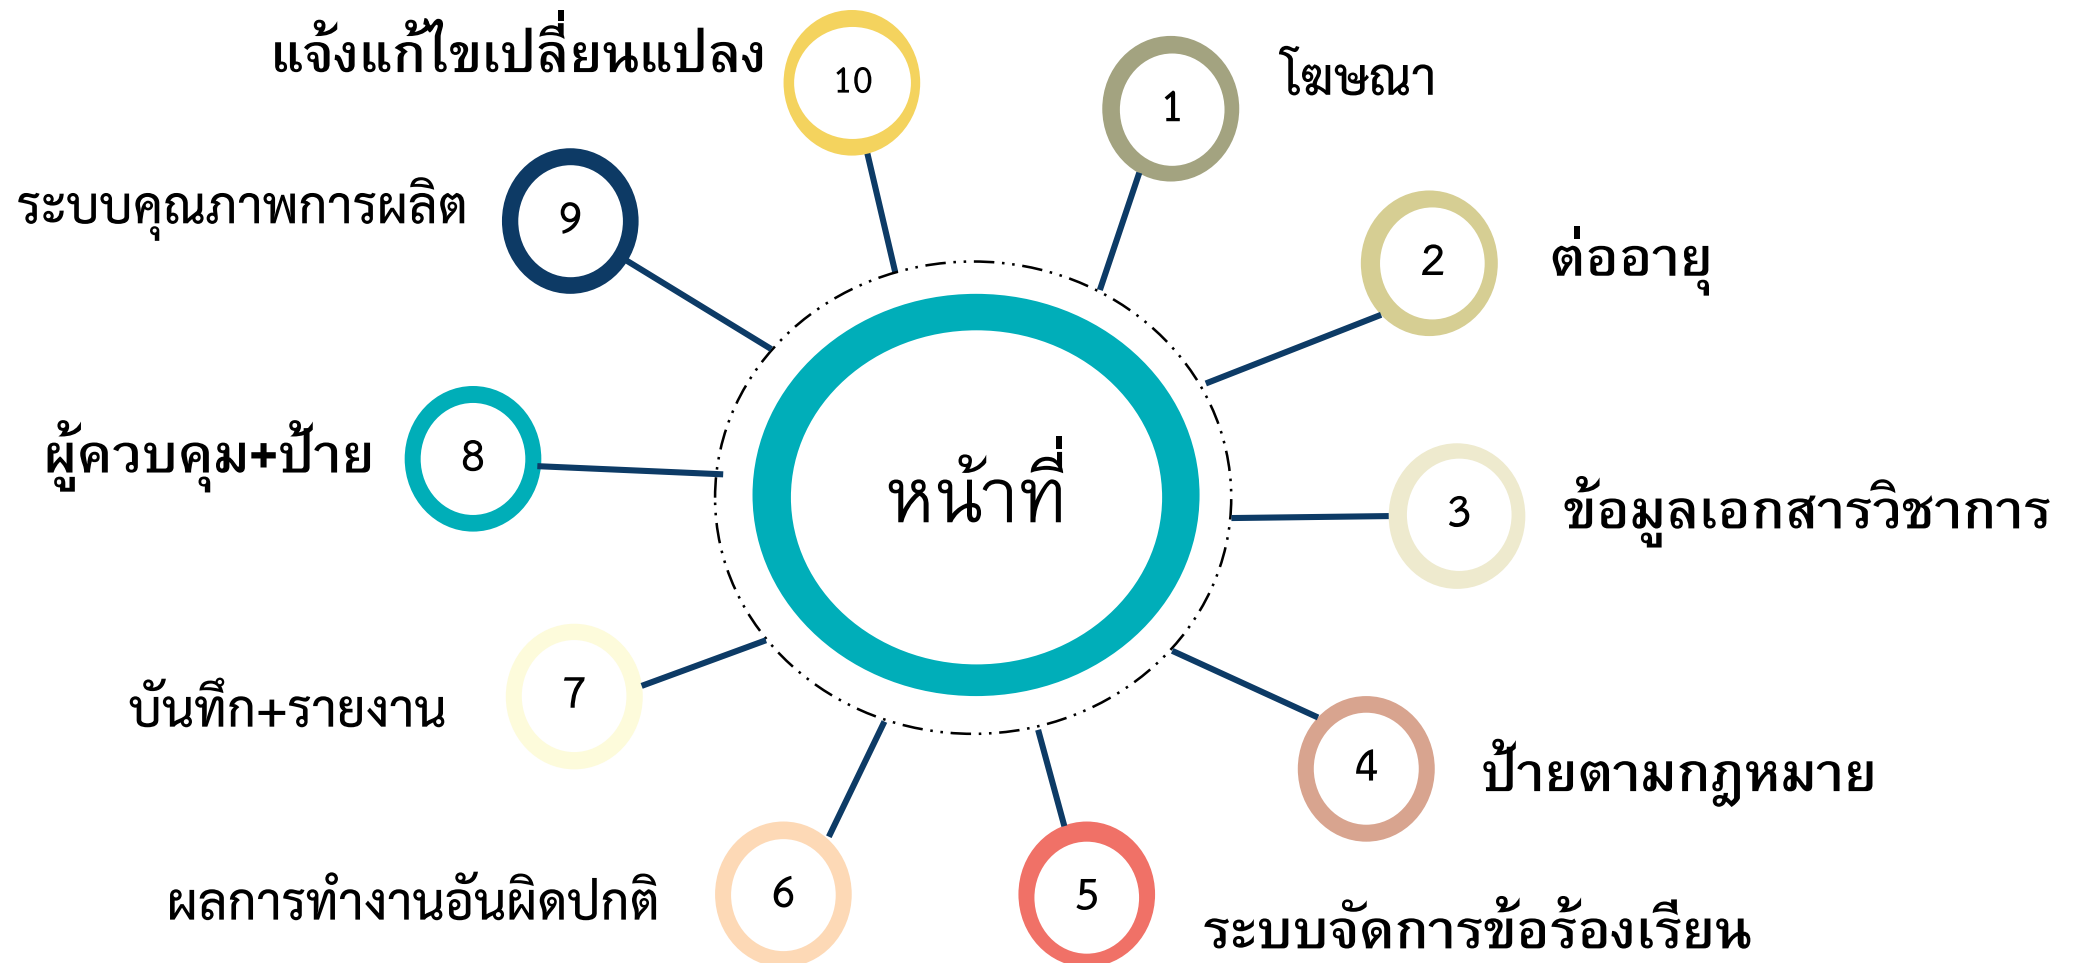 หน้าที่
1
โฆษณา
2
ต่ออายุ
3
ข้อมูลเอกสารวิชาการ
4
ป้ายตามกฎหมาย
5
ระบบจัดการข้อร้องเรียน
6
ผลการทำงานอันผิดปกติ
7
บันทึก+รายงาน
8
ผู้ควบคุม+ป้าย
9
ระบบคุณภาพการผลิต
10
แจ้งแก้ไขเปลี่ยนแปลง